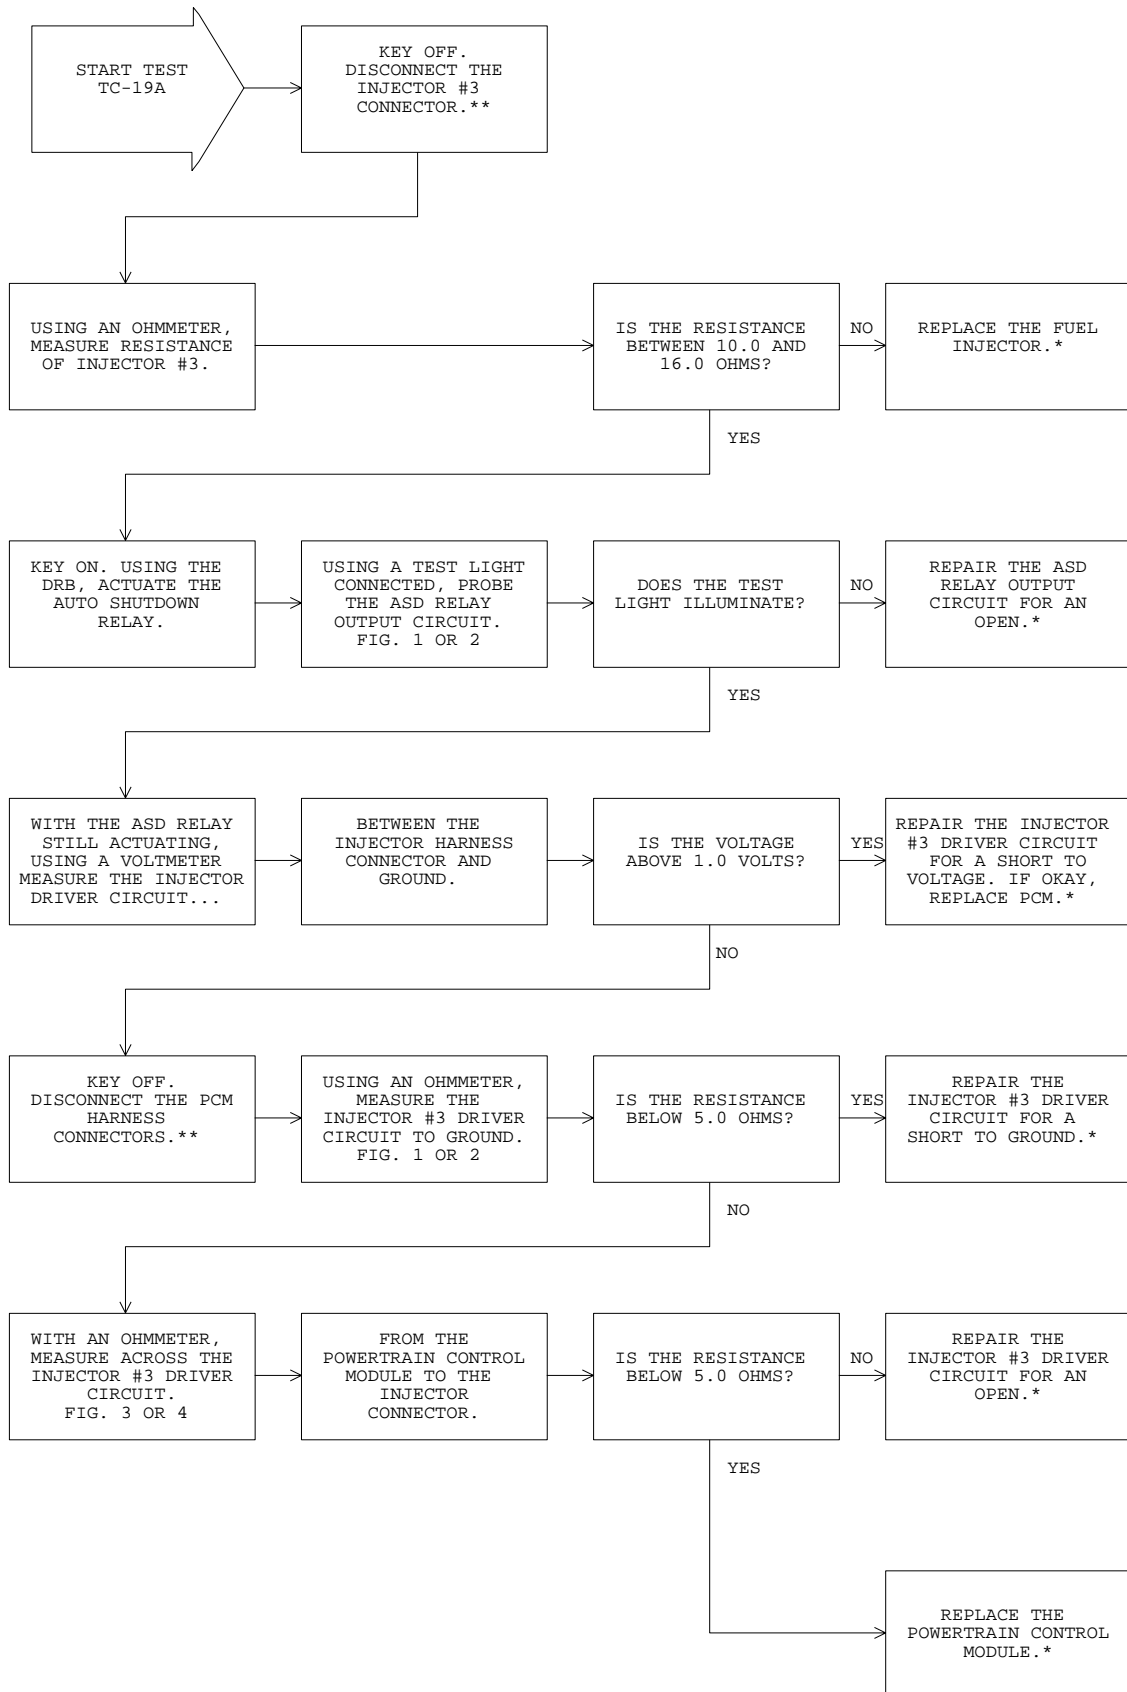 START TEST
TC-19A
KEY OFF.
DISCONNECT THE
INJECTOR #3
CONNECTOR.**
USING AN OHMMETER,
MEASURE RESISTANCE
OF INJECTOR #3.
IS THE RESISTANCE
BETWEEN 10.0 AND
16.0 OHMS?
NO
REPLACE THE FUEL
INJECTOR.*
YES
KEY ON. USING THE
DRB, ACTUATE THE
AUTO SHUTDOWN
RELAY.
USING A TEST LIGHT
CONNECTED, PROBE
THE ASD RELAY
OUTPUT CIRCUIT.
FIG. 1 OR 2
DOES THE TEST
LIGHT ILLUMINATE?
NO
REPAIR THE ASD
RELAY OUTPUT
CIRCUIT FOR AN
OPEN.*
YES
WITH THE ASD RELAY
STILL ACTUATING,
USING A VOLTMETER
MEASURE THE INJECTOR
DRIVER CIRCUIT...
BETWEEN THE
INJECTOR HARNESS
CONNECTOR AND
GROUND.
IS THE VOLTAGE
ABOVE 1.0 VOLTS?
YES
REPAIR THE INJECTOR
#3 DRIVER CIRCUIT
FOR A SHORT TO
VOLTAGE. IF OKAY,
REPLACE PCM.*
NO
KEY OFF.
DISCONNECT THE PCM
HARNESS
CONNECTORS.**
USING AN OHMMETER,
MEASURE THE
INJECTOR #3 DRIVER
CIRCUIT TO GROUND.
FIG. 1 OR 2
IS THE RESISTANCE
BELOW 5.0 OHMS?
YES
REPAIR THE
INJECTOR #3 DRIVER
CIRCUIT FOR A
SHORT TO GROUND.*
NO
WITH AN OHMMETER,
MEASURE ACROSS THE
INJECTOR #3 DRIVER
CIRCUIT.
FIG. 3 OR 4
FROM THE
POWERTRAIN CONTROL
MODULE TO THE
INJECTOR
CONNECTOR.
IS THE RESISTANCE
BELOW 5.0 OHMS?
NO
REPAIR THE
INJECTOR #3 DRIVER
CIRCUIT FOR AN
OPEN.*
YES
REPLACE THE
POWERTRAIN CONTROL
MODULE.*